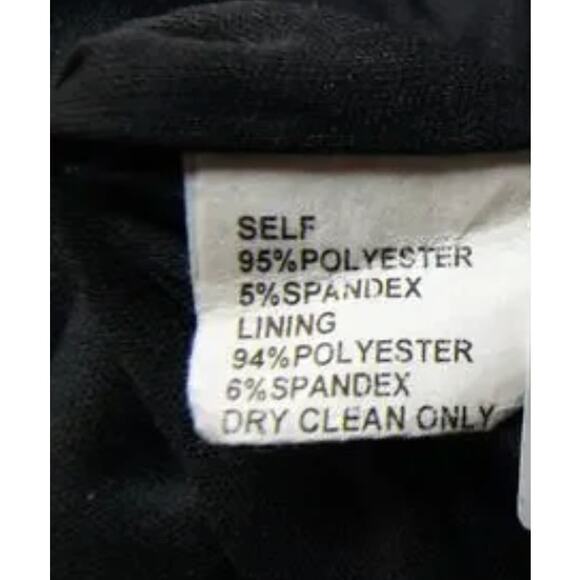 SELF
95%POLYESTER
5%SPANDEX
LINING
94%POLYESTER
6%SPANDEX
DRY CLEAN ONLY